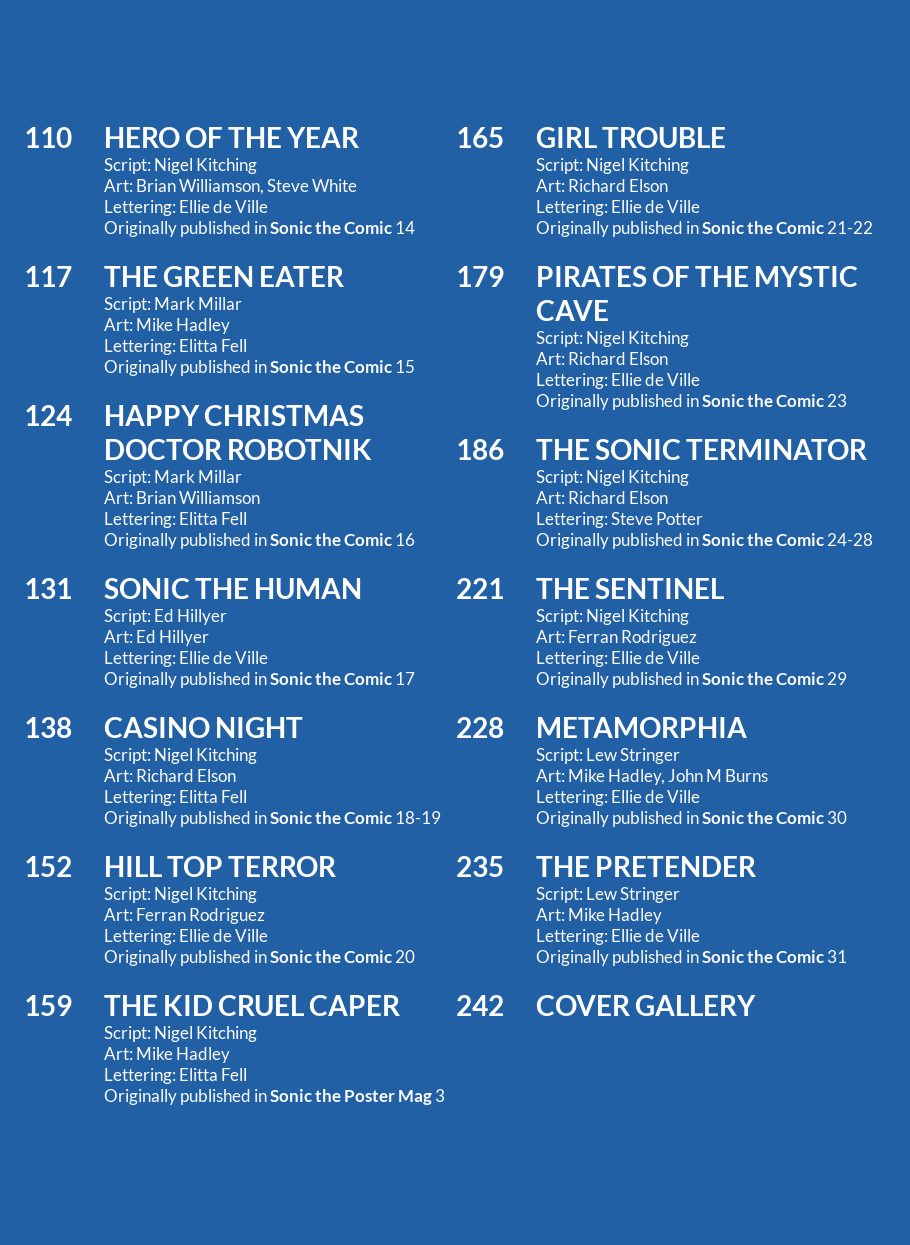 110 HERO OF THE YEAR
Script: Nigel Kitching
Art: Brian Williamson, Steve White
Lettering: Ellie de Ville
Originally published in Sonic the Comic 14
117 THE GREEN EATER
Script: Mark Millar
Art: Mike Hadley
Lettering: Elitta Fell
Originally published in Sonic the Comic 15
124 HAPPY CHRISTMAS
DOCTOR ROBOTNIK
Script: Mark Millar
Art: Brian Williamson
Lettering: Elitta Fell
Originally published in Sonic the Comic 16
131 SONIC THE HUMAN
Script: Ed Hillyer
Art: Ed Hillyer
Lettering: Ellie de Ville
Originally published in Sonic the Comic 17
138 CASINO NIGHT
Script: Nigel Kitching
Art: Richard Elson
Lettering: Elitta Fell
Originally published in Sonic the Comic 18-19
152 HILL TOP TERROR
Script: Nigel Kitching
Art: Ferran Rodriguez
Lettering: Ellie de Ville
Originally published in Sonic the Comic 20
159 THE KID CRUEL CAPER
Script: Nigel Kitching
Art: Mike Hadley
Lettering: Elitta Fell
Originally published in Sonic the Poster Mag 3
165 GIRL TROUBLE
Script: Nigel Kitching
Art: Richard Elson
Lettering: Ellie de Ville
Originally published in Sonic the Comic 21-22
179 PIRATES OF THE MYSTIC
CAVE
Script: Nigel Kitching
Art: Richard Elson
Lettering: Ellie de Ville
Originally published in Sonic the Comic 23
186 THE SONIC TERMINATOR
Script: Nigel Kitching
Art: Richard Elson
Lettering: Steve Potter
Originally published in Sonic the Comic 24-28
221 THE SENTINEL
Script: Nigel Kitching
Art: Ferran Rodriguez
Lettering: Ellie de Ville
Originally published in Sonic the Comic 29
228 METAMORPHIA
Script: Lew Stringer
Art: Mike Hadley, John M Burns
Lettering: Ellie de Ville
Originally published in Sonic the Comic 30
235 THE PRETENDER
Script: Lew Stringer
Art: Mike Hadley
Lettering: Ellie de Ville
Originally published in Sonic the Comic 31
242 COVER GALLERY